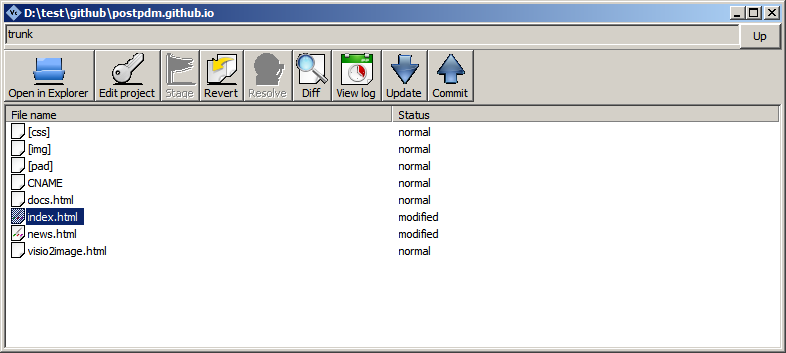 D:\test\github\postpdm.github.io
trunk
Up
Open in Explorer Edit project Stage Revert Resolve Diff View log Update Commit
File name Status
[css] normal
[img] normal
[pad] normal
CNAME normal
docs.html normal
index.html modified
news.html modified
visio2image.html normal